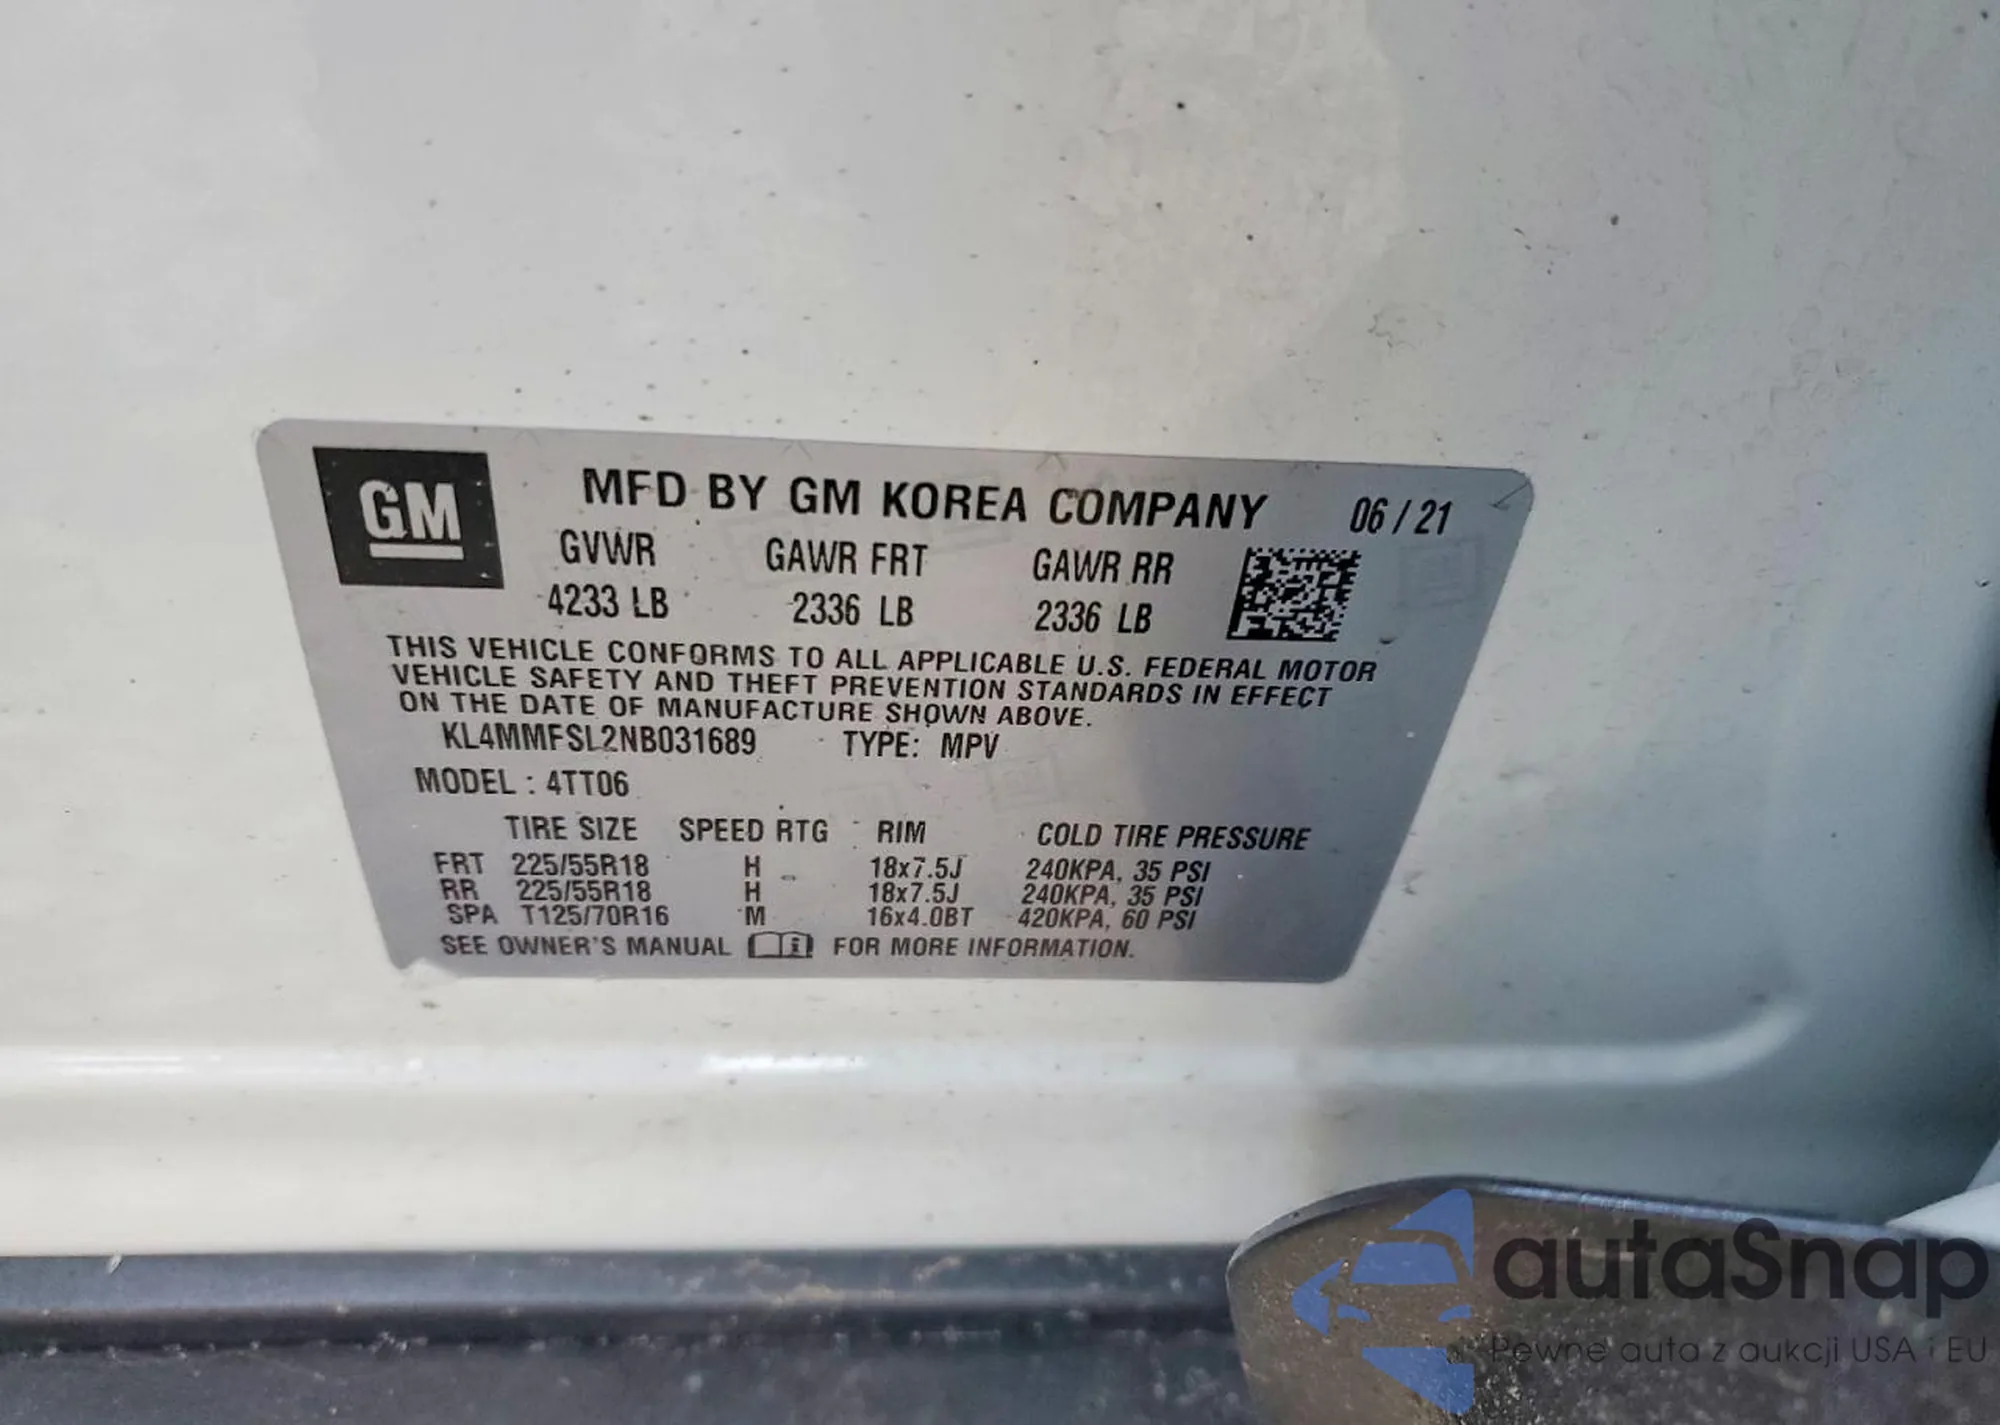 GM
MFD BY GM KOREA COMPANY 06 / 21
GVWR GAWR FRT GAWR RR
4233 LB 2336 LB 2336 LB
THIS VEHICLE CONFORMS TO ALL APPLICABLE U.S. FEDERAL MOTOR
VEHICLE SAFETY AND THEFT PREVENTION STANDARDS IN EFFECT
ON THE DATE OF MANUFACTURE SHOWN ABOVE.
KL4MMFSL2NB031689 TYPE: MPV
MODEL : 4TT06
TIRE SIZE SPEED RTG RIM COLD TIRE PRESSURE
FRT 225/55R18 H 18x7.5J 240KPA, 35 PSI
RR 225/55R18 H 18x7.5J 240KPA, 35 PSI
SPA T125/70R16 M 16x4.0BT 420KPA, 60 PSI
SEE OWNER'S MANUAL FOR MORE INFORMATION.
autaSnap
Pewne auta z aukcji USA i EU